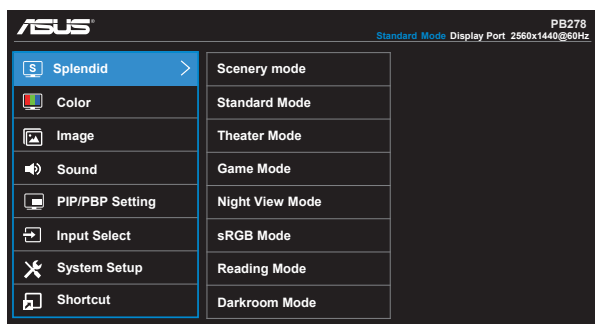 ASUS
PB278
Standard Mode Display Port 2560x1440@60Hz
S Splendid
Color
Image
Sound
PIP/PBP Setting
Input Select
System Setup
Shortcut
Scenery mode
Standard Mode
Theater Mode
Game Mode
Night View Mode
sRGB Mode
Reading Mode
Darkroom Mode